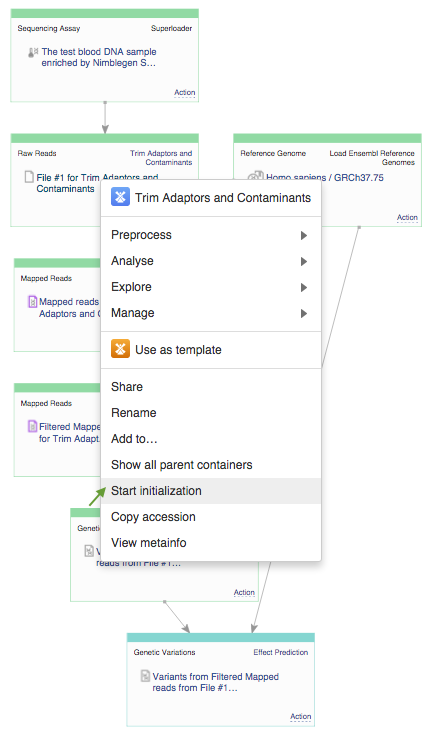 Sequencing Assay Superloader
The test blood DNA sample
enriched by Nimblegen S...
Action
Raw Reads Trim Adaptors and
Contaminants
File #1 for Trim Adaptors and
Contaminants
Reference Genome Load Ensembl Reference
Genomes
Homo sapiens / GRCh37.75
Action
Trim Adaptors and Contaminants
Preprocess
Analyse
Explore
Manage
Use as template
Share
Rename
Add to...
Show all parent containers
Start initialization
Copy accession
View metainfo
Mapped Reads
Mapped reads
Adaptors and
Mapped Reads
Filtered Mappe
for Trim Adapt
Genetic
reads from File #1...
Action
Genetic Variations Effect Prediction
Variants from Filtered Mapped
reads from File #1...
Action